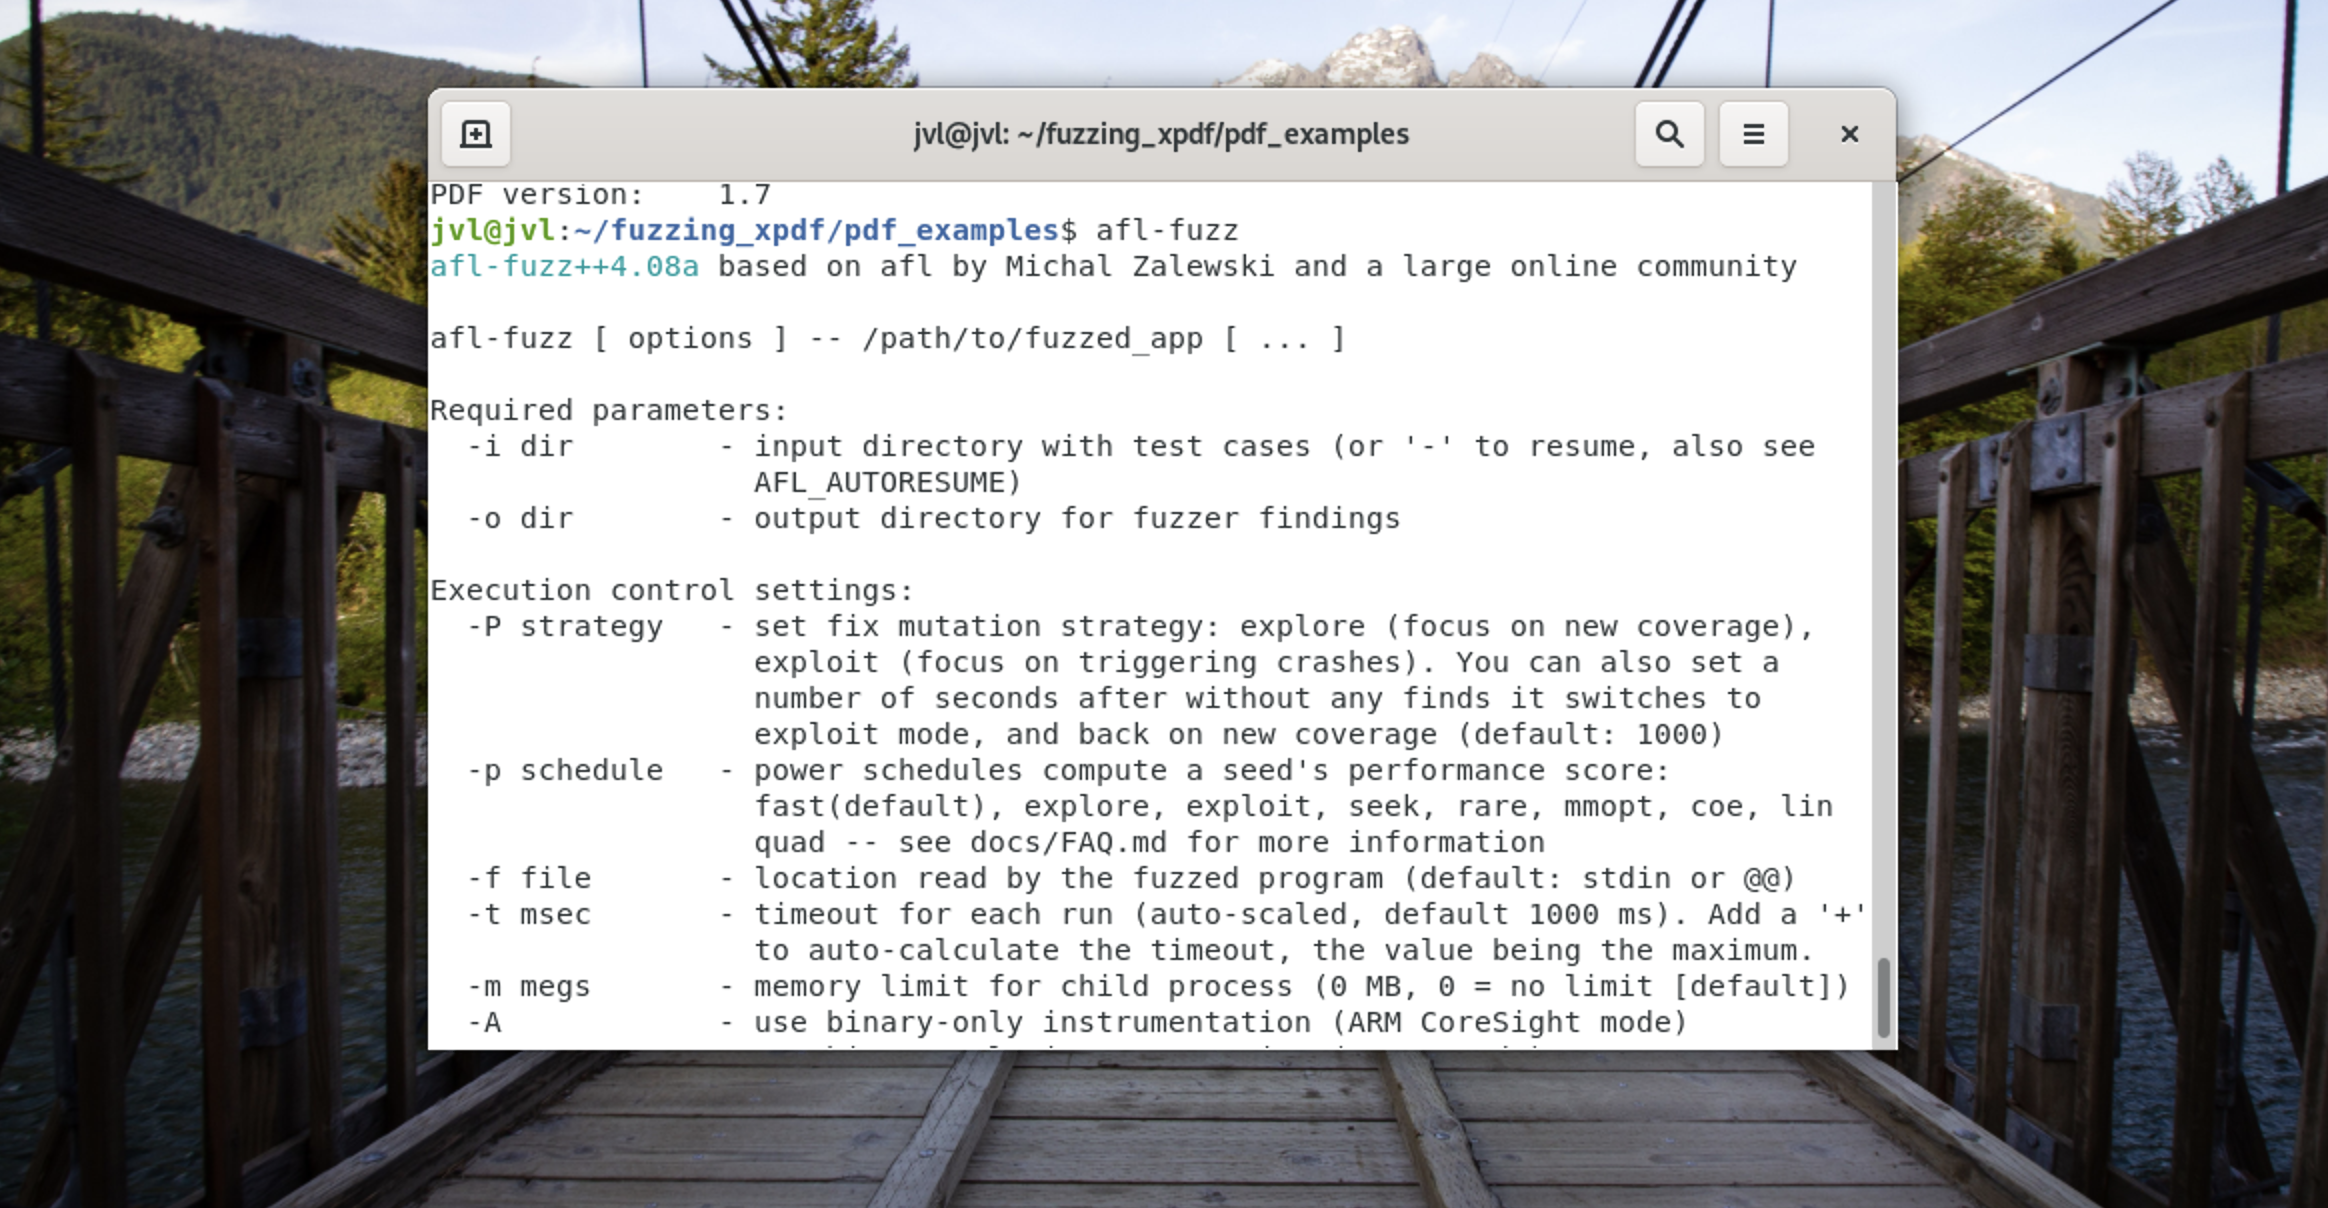 jvl@jvl: ~/fuzzing_xpdf/pdf_examples
PDF version:    1.7
jvl@jvl:~/fuzzing_xpdf/pdf_examples$ afl-fuzz
afl-fuzz++4.08a based on afl by Michal Zalewski and a large online community
afl-fuzz [ options ] -- /path/to/fuzzed_app [ ... ]
Required parameters:
  -i dir        - input directory with test cases (or '-' to resume, also see
                  AFL_AUTORESUME)
  -o dir        - output directory for fuzzer findings
Execution control settings:
  -P strategy   - set fix mutation strategy: explore (focus on new coverage),
                  exploit (focus on triggering crashes). You can also set a
                  number of seconds after without any finds it switches to
                  exploit mode, and back on new coverage (default: 1000)
  -p schedule   - power schedules compute a seed's performance score:
                  fast(default), explore, exploit, seek, rare, mmopt, coe, lin
                  quad -- see docs/FAQ.md for more information
  -f file       - location read by the fuzzed program (default: stdin or @@)
  -t msec       - timeout for each run (auto-scaled, default 1000 ms). Add a '+'
                  to auto-calculate the timeout, the value being the maximum.
  -m megs       - memory limit for child process (0 MB, 0 = no limit [default])
  -A            - use binary-only instrumentation (ARM CoreSight mode)